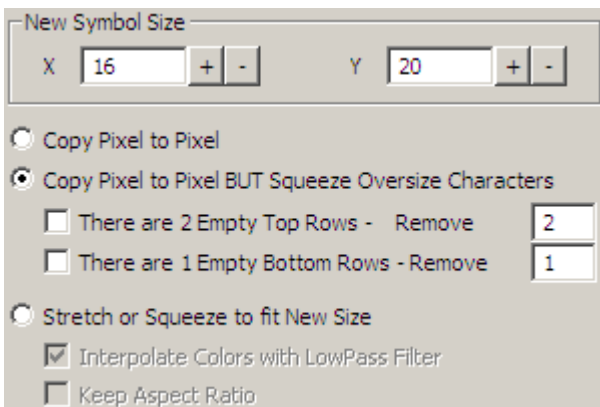 New Symbol Size
X 16 + - Y 20 + -
Copy Pixel to Pixel
Copy Pixel to Pixel BUT Squeeze Oversize Characters
There are 2 Empty Top Rows - Remove 2
There are 1 Empty Bottom Rows - Remove 1
Stretch or Squeeze to fit New Size
Interpolate Colors with LowPass Filter
Keep Aspect Ratio